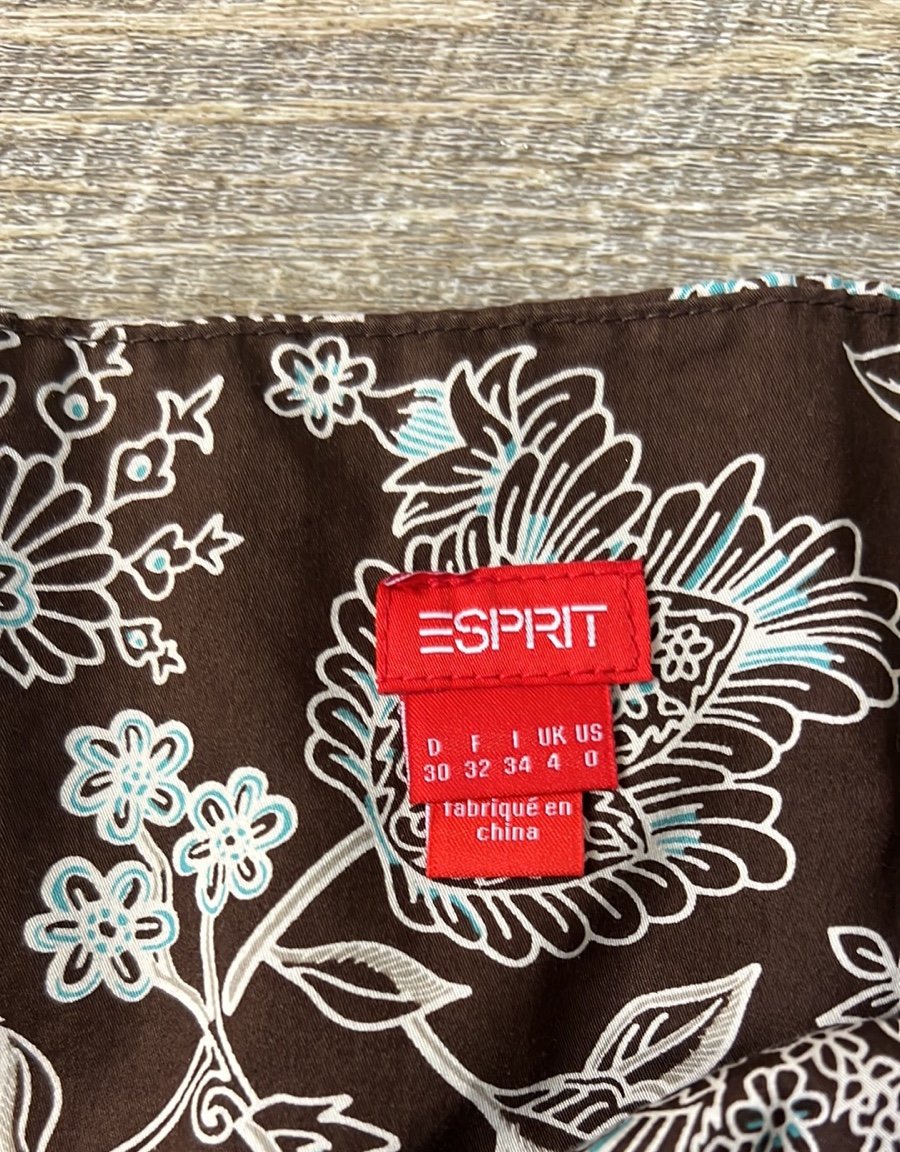 ESPRIT
D F I UK US
30 32 34 4 0
fabriqué en
china